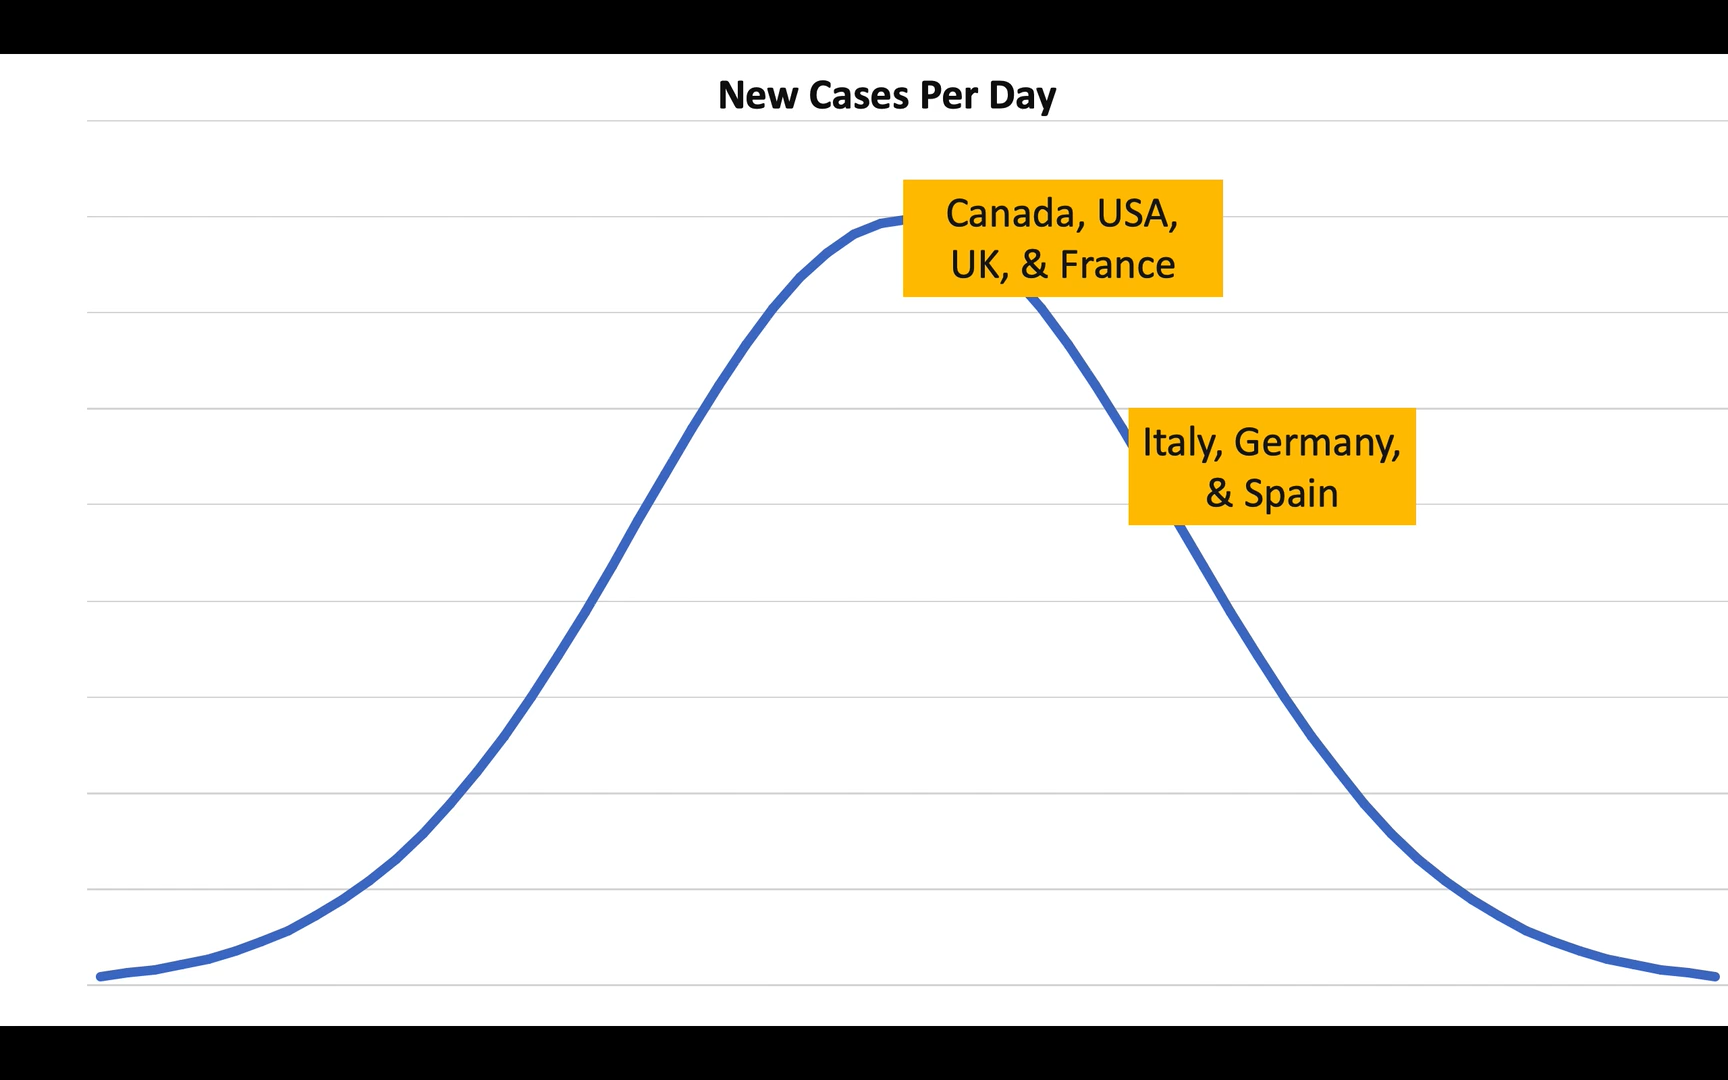 New Cases Per Day
Canada, USA,
UK, & France
Italy, Germany,
& Spain